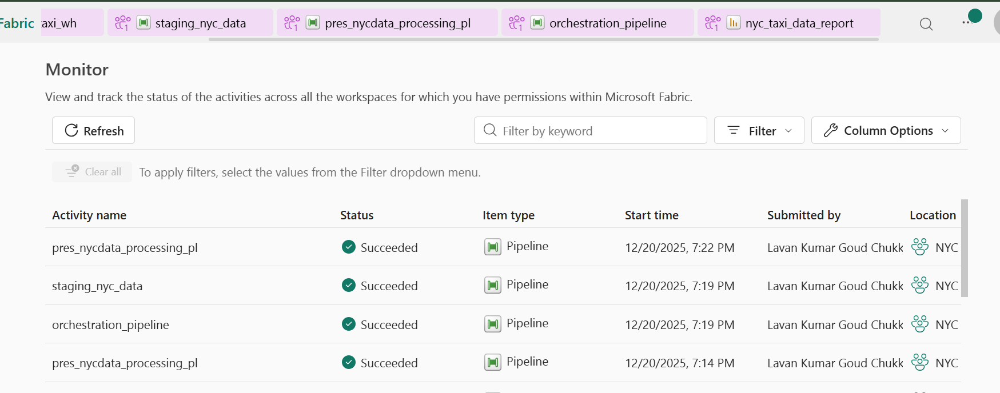 Fabric axi_wh 1 staging_nyc_data 1 pres_nycdata_processing_pl 1 orchestration_pipeline 1 nyc_taxi_data_report ...
Monitor
View and track the status of the activities across all the workspaces for which you have permissions within Microsoft Fabric.
Refresh Filter by keyword Filter Column Options
Clear all To apply filters, select the values from the Filter dropdown menu.
Activity name Status Item type Start time Submitted by Location
pres_nycdata_processing_pl Succeeded Pipeline 12/20/2025, 7:22 PM Lavan Kumar Goud Chukk NYC
staging_nyc_data Succeeded Pipeline 12/20/2025, 7:19 PM Lavan Kumar Goud Chukk NYC
orchestration_pipeline Succeeded Pipeline 12/20/2025, 7:19 PM Lavan Kumar Goud Chukk NYC
pres_nycdata_processing_pl Succeeded Pipeline 12/20/2025, 7:14 PM Lavan Kumar Goud Chukk NYC